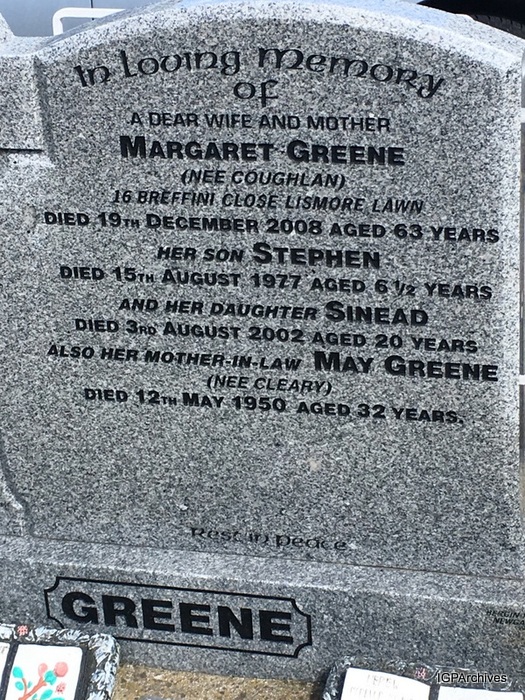 In Loving Memory
of
A DEAR WIFE AND MOTHER
MARGARET GREENE
(NEE COUGHLAN)
16 BREFFINI CLOSE LISMORE LAWN
DIED 19TH DECEMBER 2008 AGED 63 YEARS
HER SON STEPHEN
DIED 15TH AUGUST 1977 AGED 6 1/2 YEARS
AND HER DAUGHTER SINEAD
DIED 3RD AUGUST 2002 AGED 20 YEARS
ALSO HER MOTHER-IN-LAW MAY GREENE
(NEE CLEARY)
DIED 12TH MAY 1950 AGED 32 YEARS.
Rest in Peace
GREENE
IGPArchives